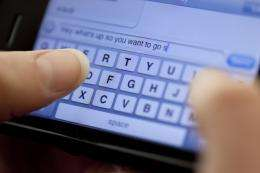 Hey what's up so you want to go s
E R T Y U
D F G H J
X C V B N
space